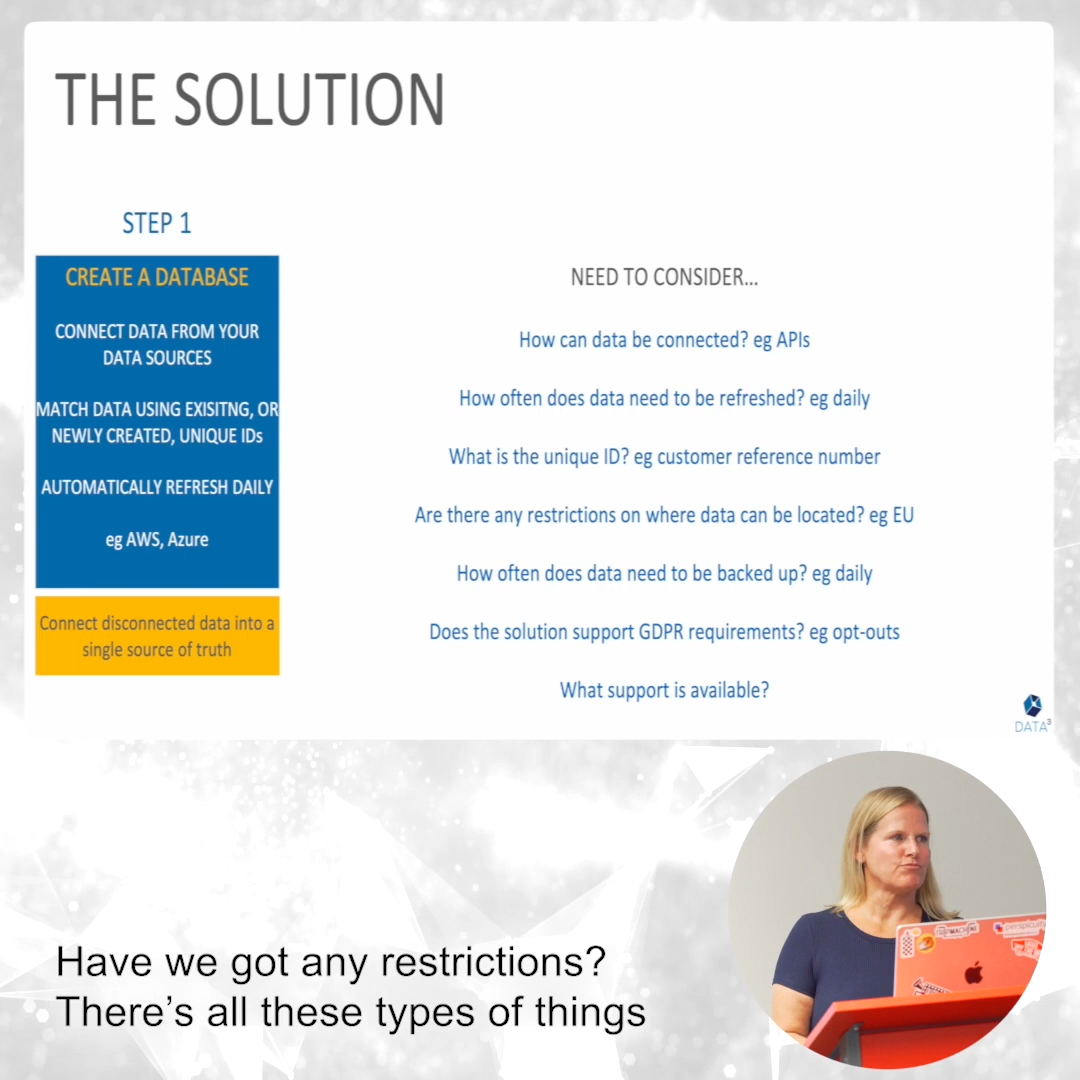 THE SOLUTION
STEP 1
CREATE A DATABASE
CONNECT DATA FROM YOUR
DATA SOURCES
MATCH DATA USING EXISITNG, OR
NEWLY CREATED, UNIQUE IDs
AUTOMATICALLY REFRESH DAILY
eg AWS, Azure
Connect disconnected data into a
single source of truth
NEED TO CONSIDER...
How can data be connected? eg APIs
How often does data need to be refreshed? eg daily
What is the unique ID? eg customer reference number
Are there any restrictions on where data can be located? eg EU
How often does data need to be backed up? eg daily
Does the solution support GDPR requirements? eg opt-outs
What support is available?
DATA³
Have we got any restrictions?
There's all these types of things